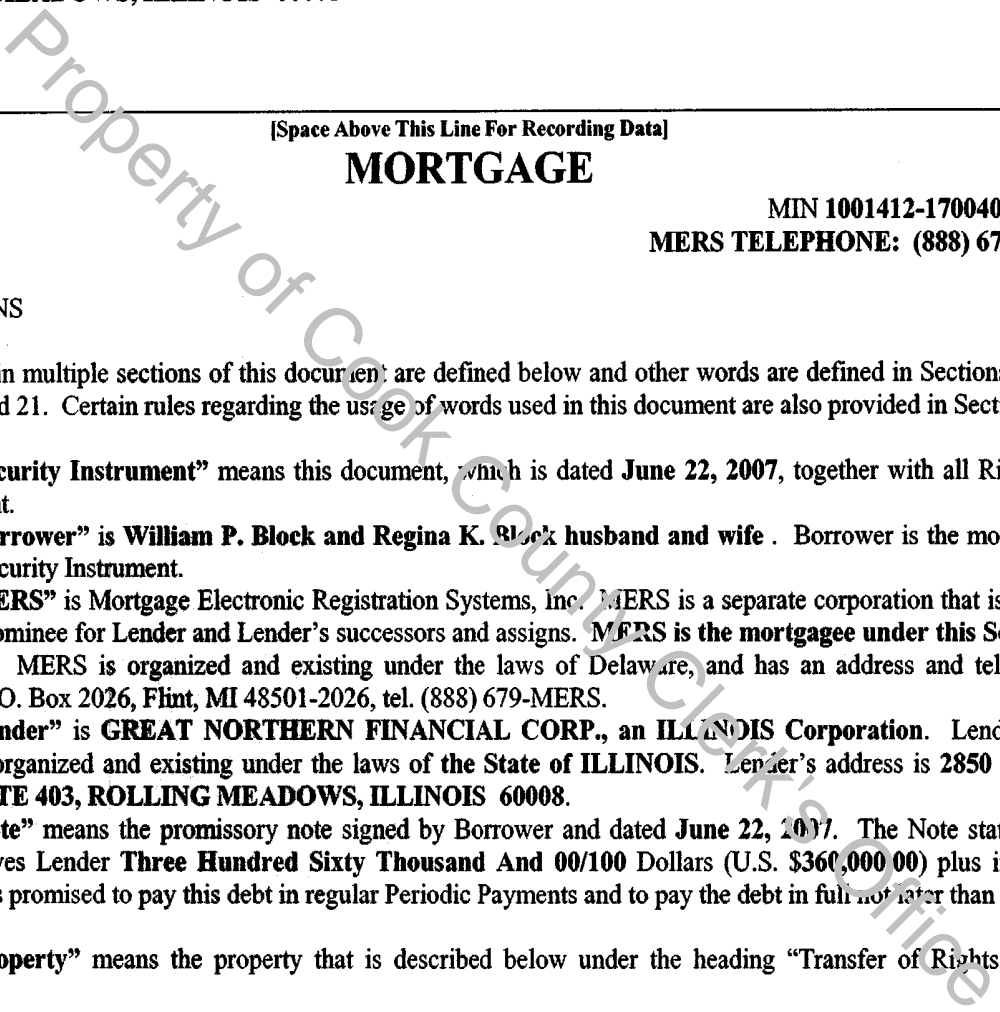 [Space Above This Line For Recording Data]
MORTGAGE
MIN 1001412-170040
MERS TELEPHONE: (888) 67
NS
in multiple sections of this document are defined below and other words are defined in Sections
d 21. Certain rules regarding the usage of words used in this document are also provided in Secti
curity Instrument” means this document, which is dated June 22, 2007, together with all Ri
t.
rrower” is William P. Block and Regina K. Block husband and wife . Borrower is the mo
curity Instrument.
ERS” is Mortgage Electronic Registration Systems, Inc. MERS is a separate corporation that is
ominee for Lender and Lender’s successors and assigns. MERS is the mortgagee under this Se
MERS is organized and existing under the laws of Delaware, and has an address and tel
O. Box 2026, Flint, MI 48501-2026, tel. (888) 679-MERS.
nder” is GREAT NORTHERN FINANCIAL CORP., an ILLINOIS Corporation. Lend
organized and existing under the laws of the State of ILLINOIS. Lender’s address is 2850
TE 403, ROLLING MEADOWS, ILLINOIS 60008.
te” means the promissory note signed by Borrower and dated June 22, 2007. The Note stat
es Lender Three Hundred Sixty Thousand And 00/100 Dollars (U.S. $360,000.00) plus i
s promised to pay this debt in regular Periodic Payments and to pay the debt in full not later than
operty” means the property that is described below under the heading “Transfer of Rights
Property of Cook County Clerk's Office